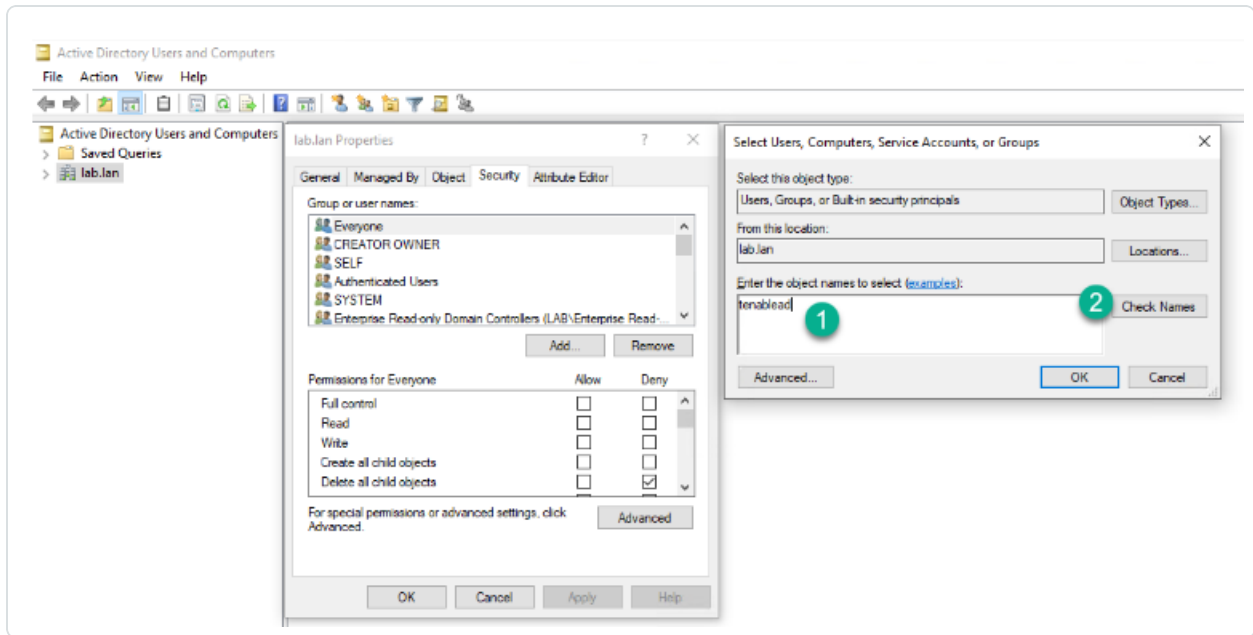 Active Directory Users and Computers
File Action View Help
Active Directory Users and Computers
Saved Queries
lab.lan
lab.lan Properties
?
General Managed By Object Security Attribute Editor
Group or user names:
Everyone
CREATOR OWNER
SELF
Authenticated Users
SYSTEM
Enterprise Read-only Domain Controllers (LAB\Enterprise Read-...
Add... Remove
Permissions for Everyone Allow Deny
Full control
Read
Write
Create all child objects
Delete all child objects
For special permissions or advanced settings, click
Advanced.
Advanced
OK Cancel Apply Help
Select Users, Computers, Service Accounts, or Groups
Select this object type:
Users, Groups, or Built-in security principals Object Types...
From this location:
lab.lan Locations...
Enter the object names to select (examples):
tenablead 1 2 Check Names
Advanced... OK Cancel